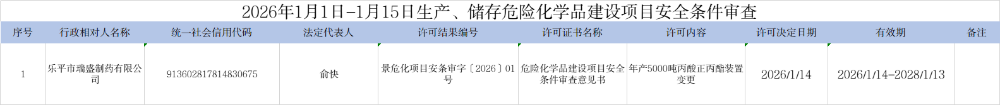 2026年1月1日-1月15日生产、储存危险化学品建设项目安全条件审查
序号 行政相对人名称 统一社会信用代码 法定代表人 许可结果编号 许可证书名称 许可内容 许可决定日期 有效期 备注
1 乐平市瑞盛制药有限公司 913602817814830675 俞快 景危化项目安条审字〔2026〕01号 危险化学品建设项目安全条件审查意见书 年产5000吨丙酸正丙酯装置变更 2026/1/14 2026/1/14-2028/1/13